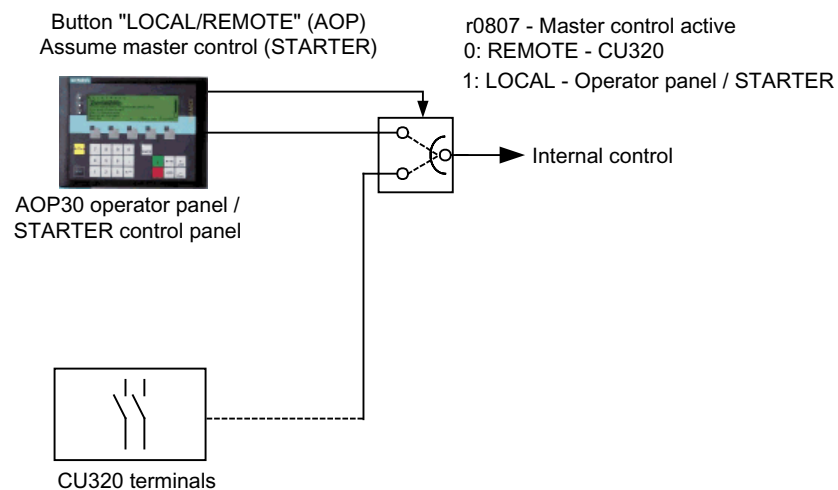 Button "LOCAL/REMOTE" (AOP)
Assume master control (STARTER)
r0807 - Master control active
0: REMOTE - CU320
1: LOCAL - Operator panel / STARTER
Internal control
AOP30 operator panel /
STARTER control panel
CU320 terminals